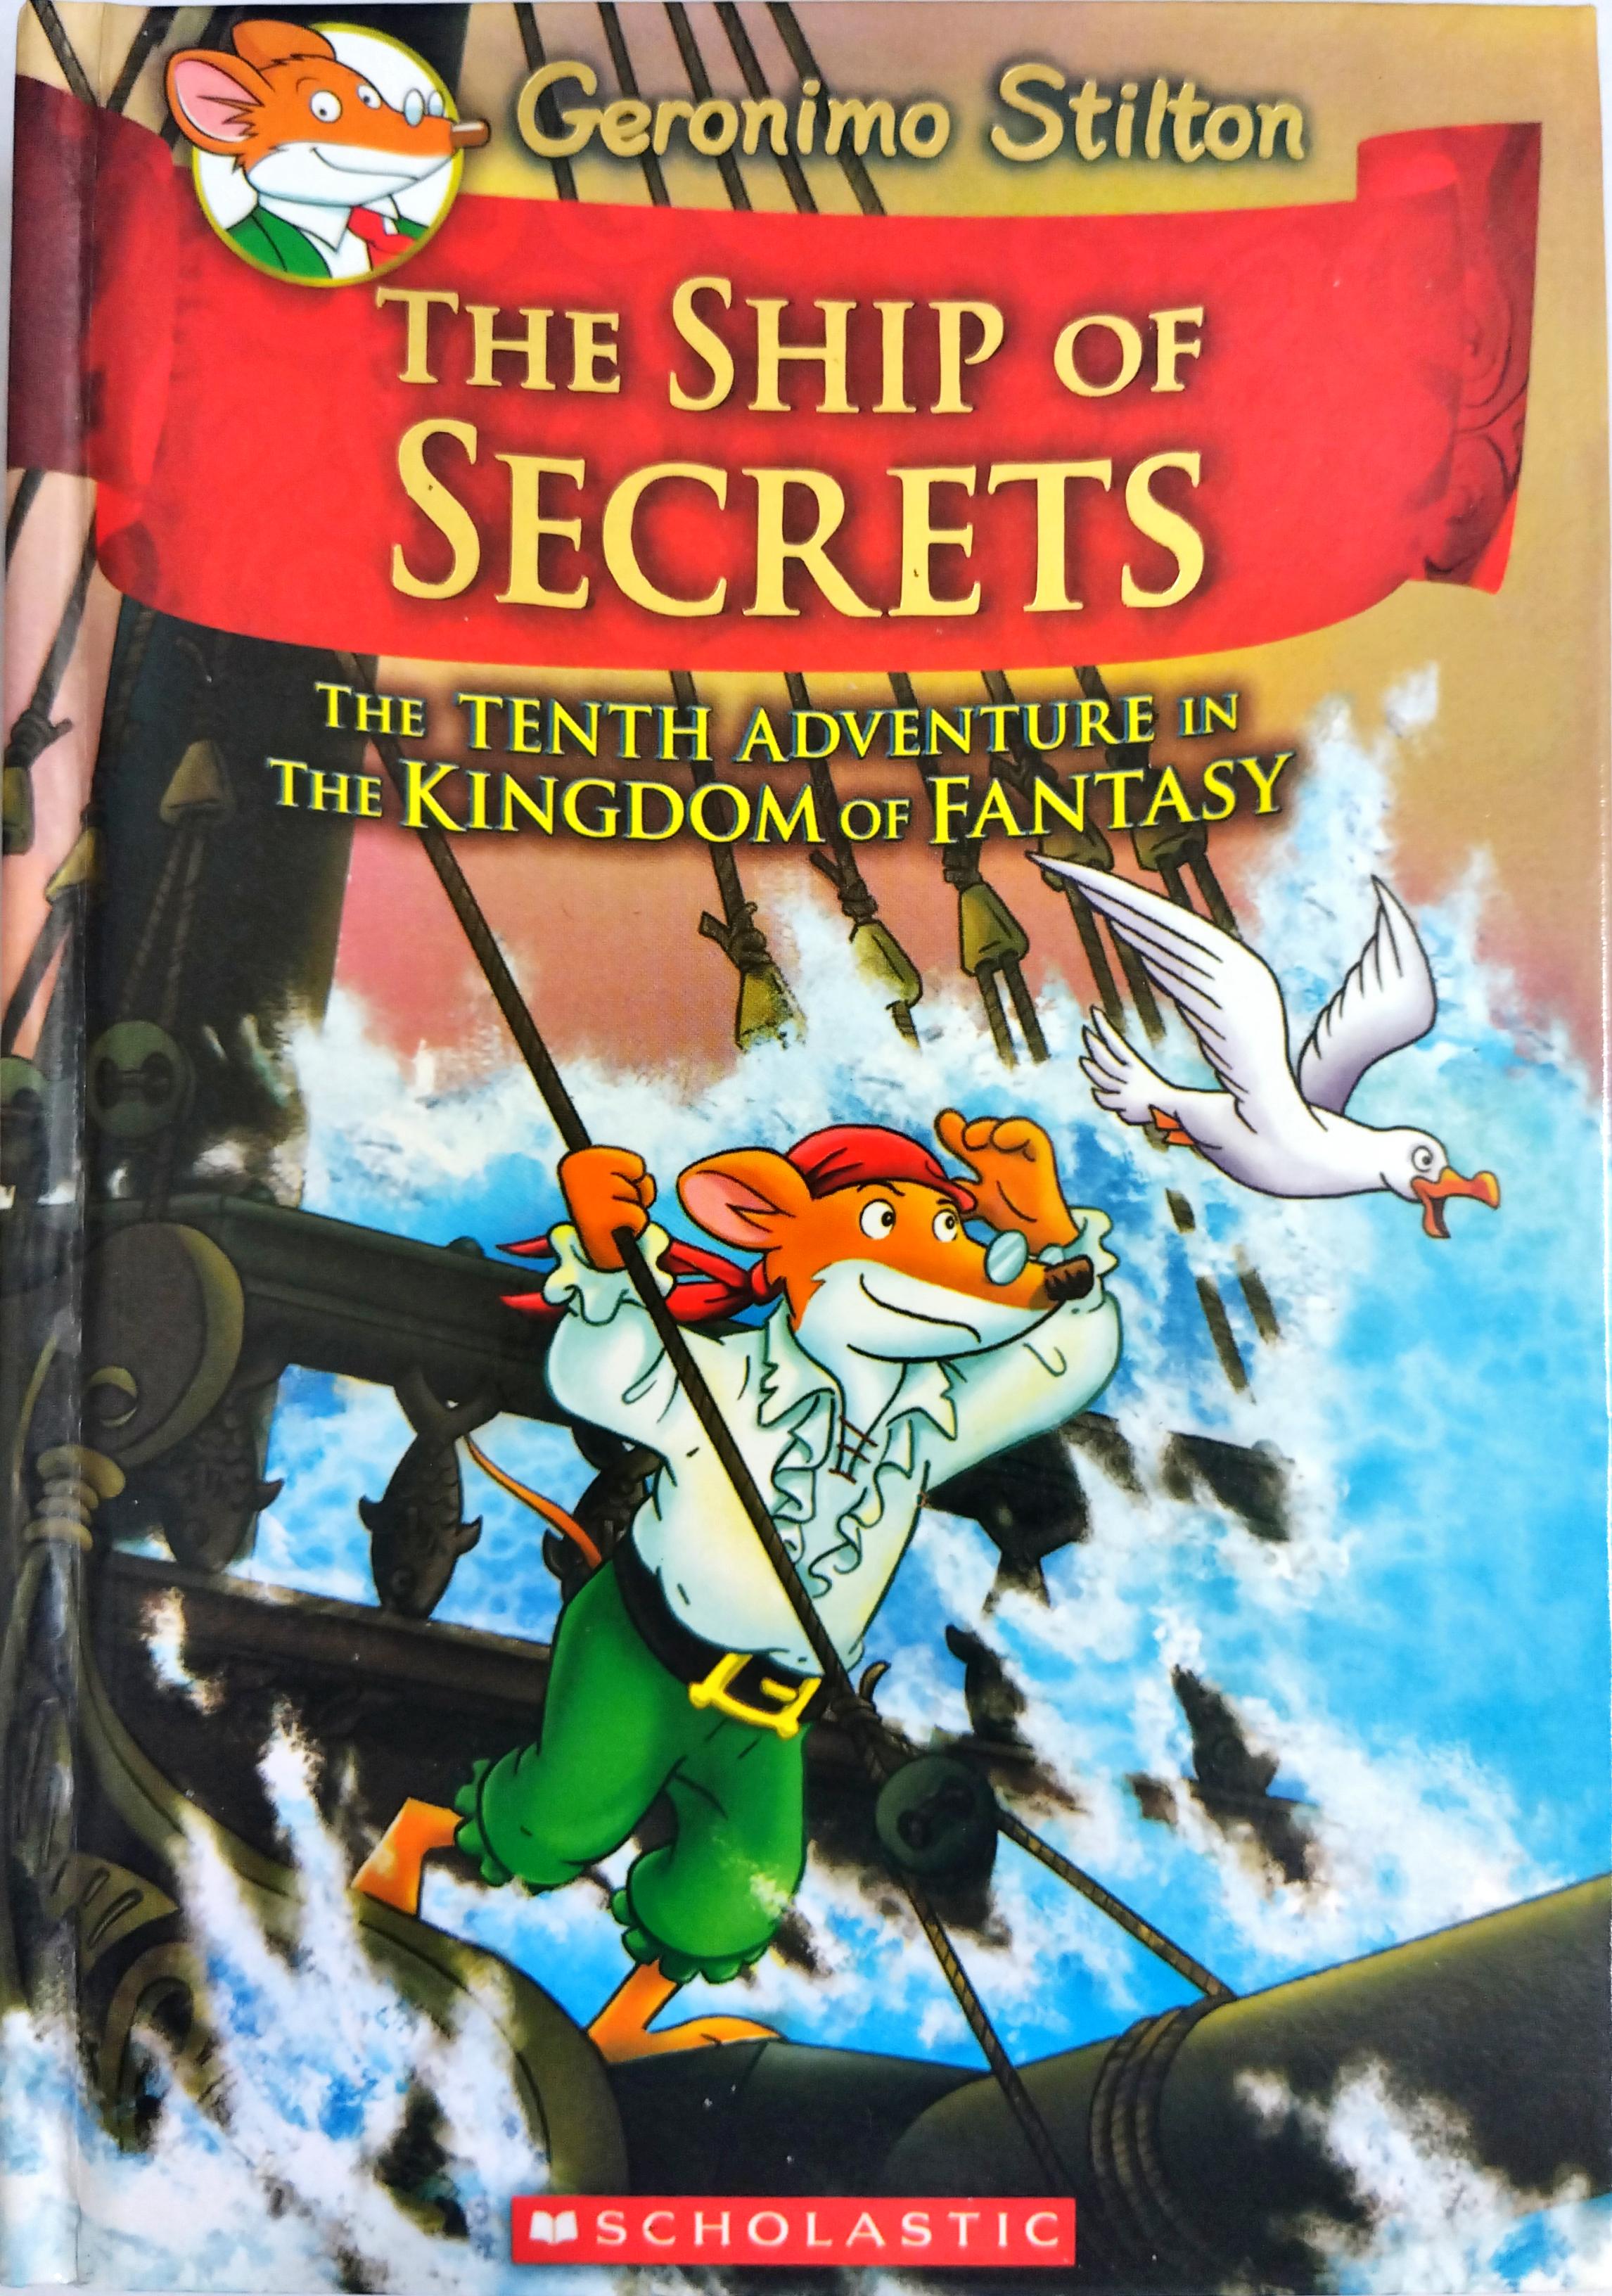 Geronimo Stilton
THE SHIP OF
SECRETS
THE TENTH ADVENTURE IN
THE KINGDOM OF FANTASY
SCHOLASTIC